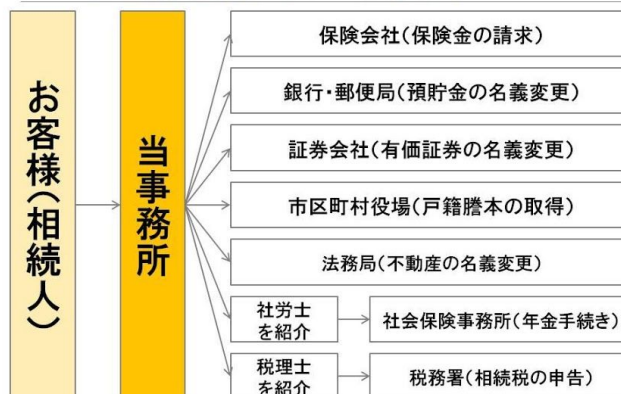 お客様(相続人)
当事務所
保険会社(保険金の請求)
銀行・郵便局(預貯金の名義変更)
証券会社(有価証券の名義変更)
市区町村役場(戸籍謄本の取得)
法務局(不動産の名義変更)
社労士
を紹介
社会保険事務所(年金手続き)
税理士
を紹介
税務署(相続税の申告)